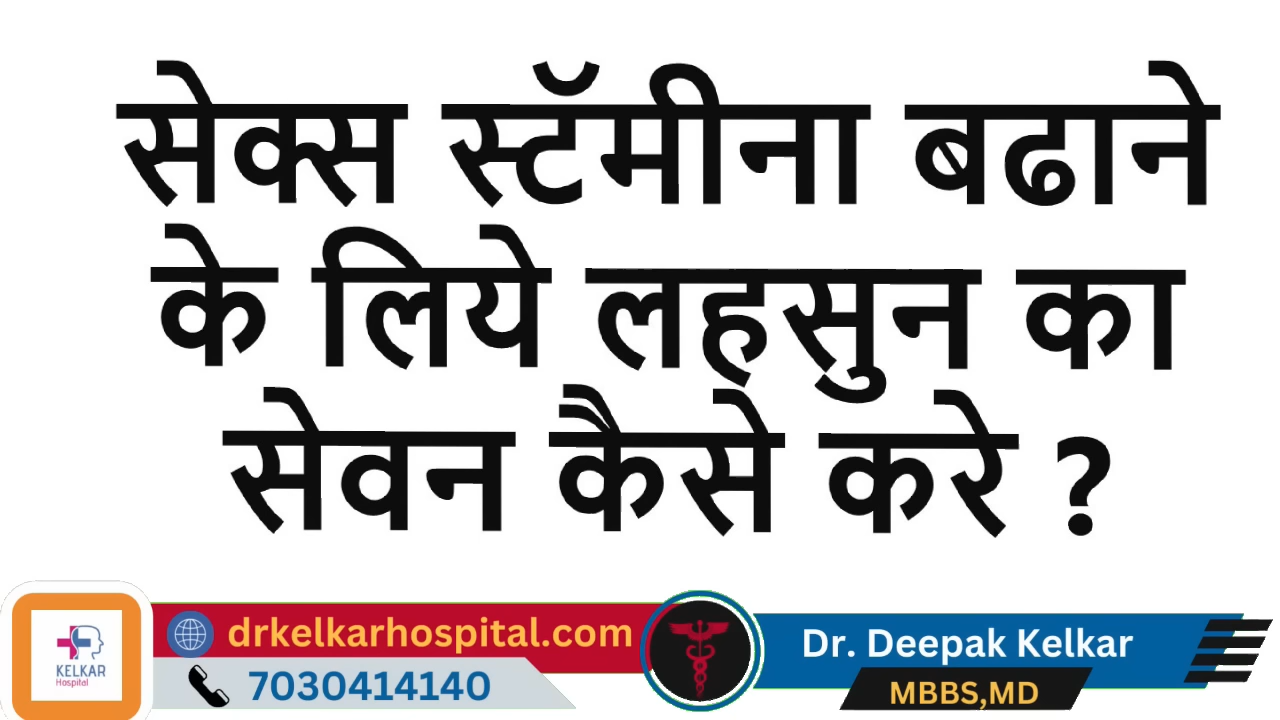 सेक्स स्टॅमीना बढाने
के लिये लहसुन का
सेवन कैसे करे ?
KELKAR
Hospital
drkelkarhospital.com
7030414140
Dr. Deepak Kelkar
MBBS,MD